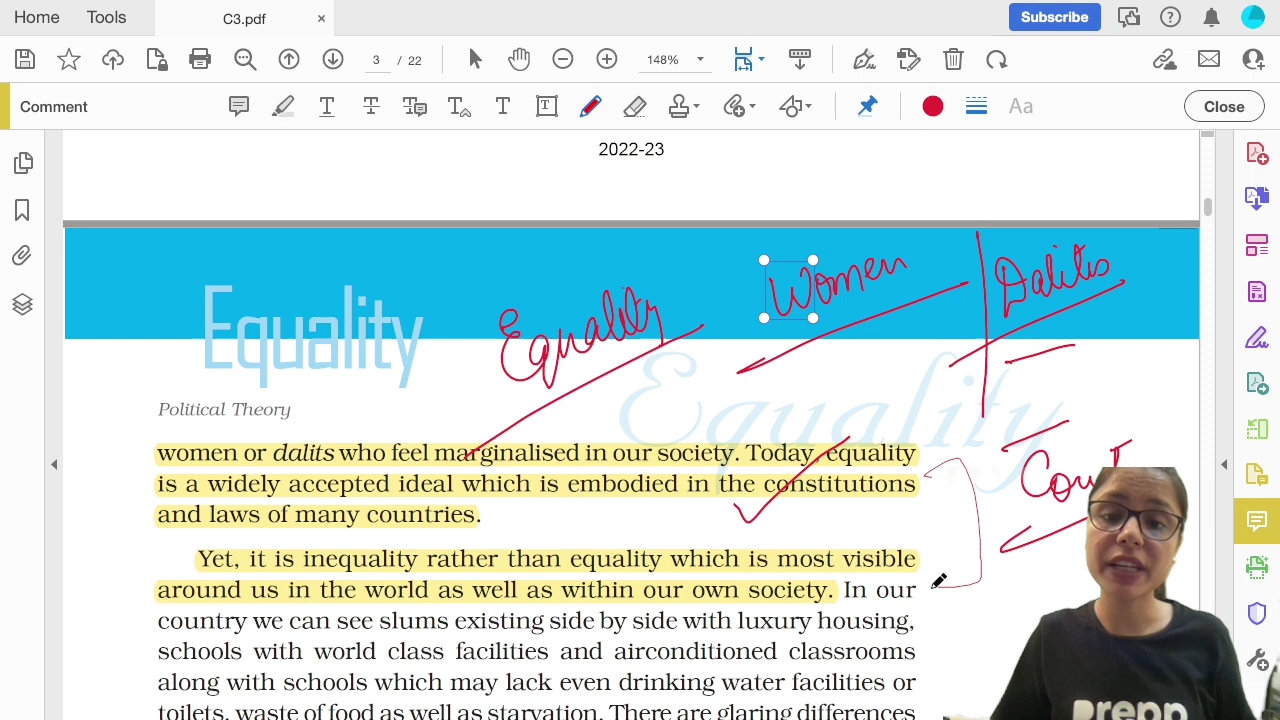 Home Tools C3.pdf × Subscribe
3 / 22 148%
Comment Aa Close
2022-23
Equality Equality Women Dalits
Equality
Political Theory
women or dalits who feel marginalised in our society. Today, equality
is a widely accepted ideal which is embodied in the constitutions
and laws of many countries.
Yet, it is inequality rather than equality which is most visible
around us in the world as well as within our own society. In our
country we can see slums existing side by side with luxury housing,
schools with world class facilities and airconditioned classrooms
along with schools which may lack even drinking water facilities or
toilets, waste of food as well as starvation. There are glaring differences
prepp